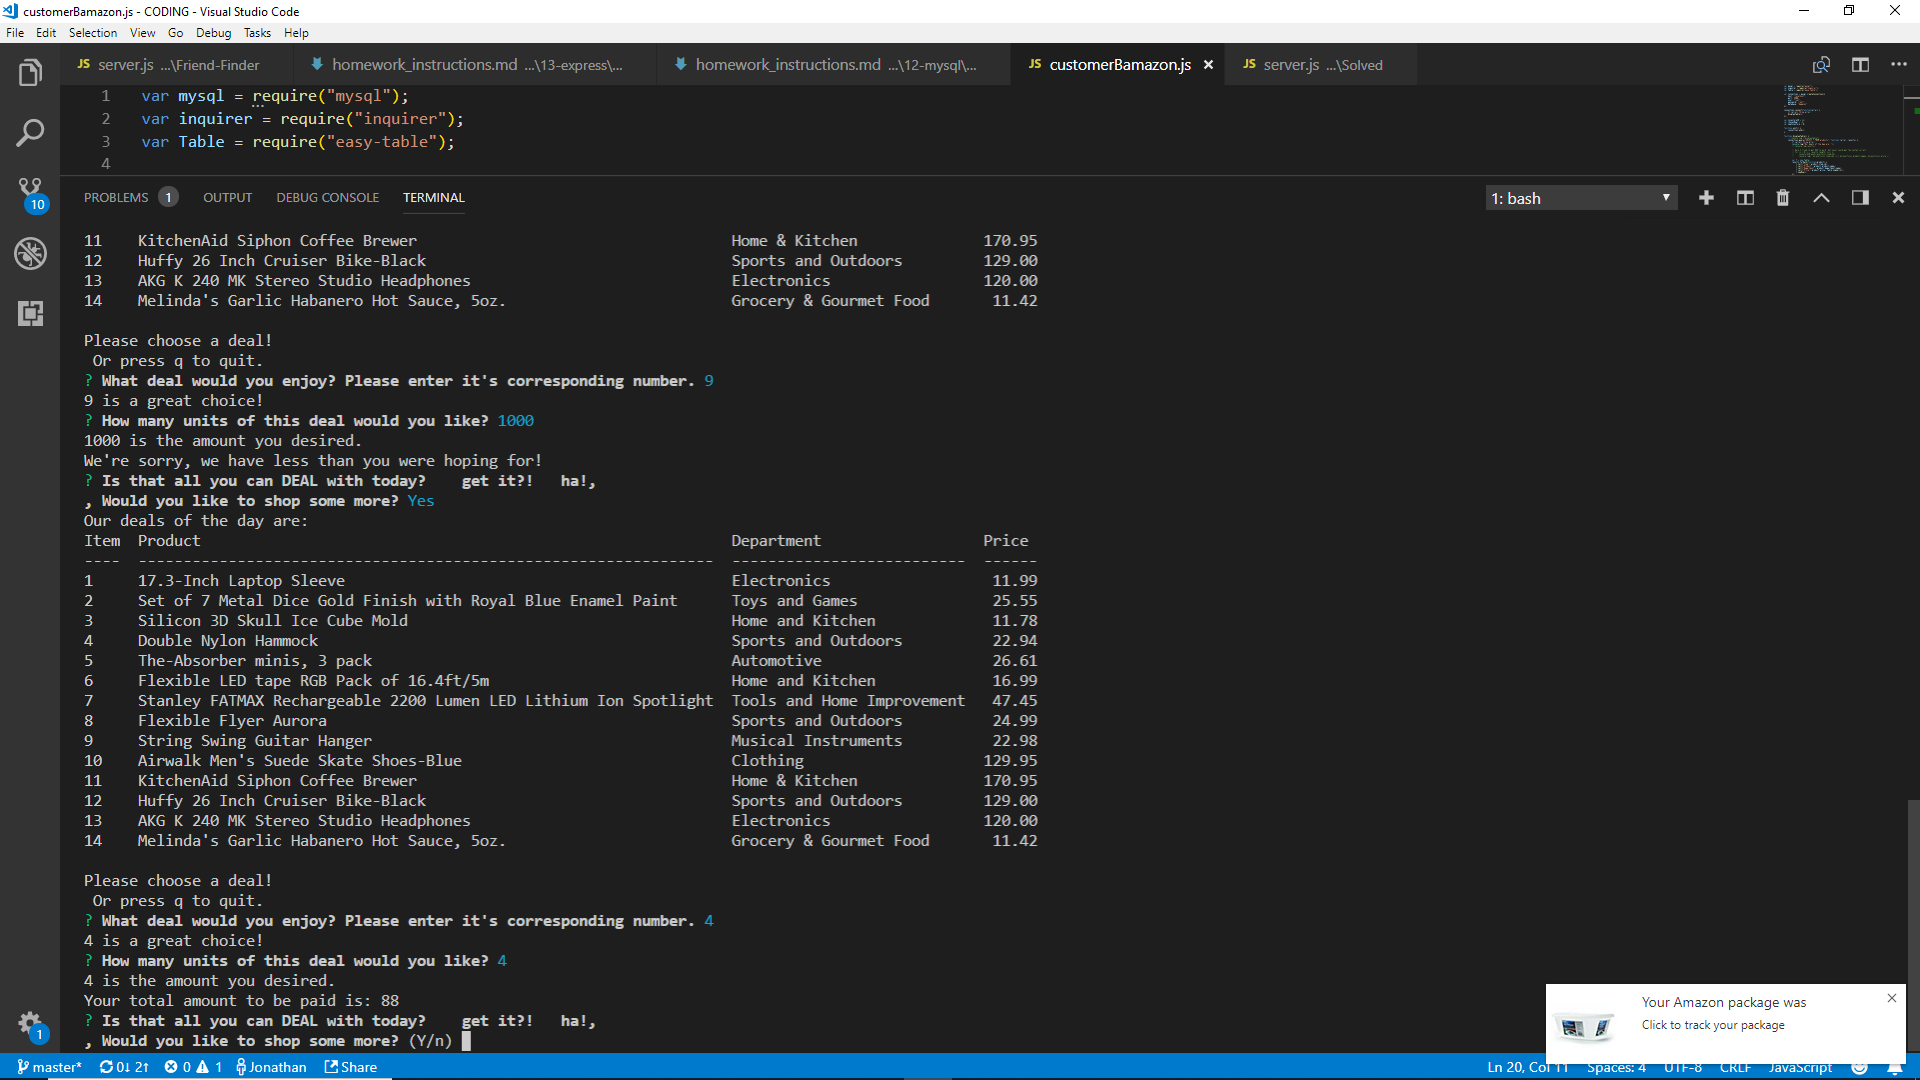 customerBamazon.js - CODING - Visual Studio Code
File Edit Selection View Go Debug Tasks Help
JS server.js ...\Friend-Finder homework_instructions.md ...\13-express\... homework_instructions.md ...\12-mysql\... JS customerBamazon.js JS server.js ...\Solved
1 var mysql = require("mysql");
2 var inquirer = require("inquirer");
3 var Table = require("easy-table");
4
PROBLEMS 1 OUTPUT DEBUG CONSOLE TERMINAL 1: bash
10
11 KitchenAid Siphon Coffee Brewer Home & Kitchen 170.95
12 Huffy 26 Inch Cruiser Bike-Black Sports and Outdoors 129.00
13 AKG K 240 MK Stereo Studio Headphones Electronics 120.00
14 Melinda's Garlic Habanero Hot Sauce, 5oz. Grocery & Gourmet Food 11.42
Please choose a deal!
Or press q to quit.
? What deal would you enjoy? Please enter it's corresponding number. 9
9 is a great choice!
? How many units of this deal would you like? 1000
1000 is the amount you desired.
We're sorry, we have less than you were hoping for!
? Is that all you can DEAL with today? get it?! ha!,
, Would you like to shop some more? Yes
Our deals of the day are:
Item Product Department Price
---- ---------------------------------------------------------------- -------------------------- ------
1 17.3-Inch Laptop Sleeve Electronics 11.99
2 Set of 7 Metal Dice Gold Finish with Royal Blue Enamel Paint Toys and Games 25.55
3 Silicon 3D Skull Ice Cube Mold Home and Kitchen 11.78
4 Double Nylon Hammock Sports and Outdoors 22.94
5 The-Absorber minis, 3 pack Automotive 26.61
6 Flexible LED tape RGB Pack of 16.4ft/5m Home and Kitchen 16.99
7 Stanley FATMAX Rechargeable 2200 Lumen LED Lithium Ion Spotlight Tools and Home Improvement 47.45
8 Flexible Flyer Aurora Sports and Outdoors 24.99
9 String Swing Guitar Hanger Musical Instruments 22.98
10 Airwalk Men's Suede Skate Shoes-Blue Clothing 129.95
11 KitchenAid Siphon Coffee Brewer Home & Kitchen 170.95
12 Huffy 26 Inch Cruiser Bike-Black Sports and Outdoors 129.00
13 AKG K 240 MK Stereo Studio Headphones Electronics 120.00
14 Melinda's Garlic Habanero Hot Sauce, 5oz. Grocery & Gourmet Food 11.42
Please choose a deal!
Or press q to quit.
? What deal would you enjoy? Please enter it's corresponding number. 4
4 is a great choice!
? How many units of this deal would you like? 4
4 is the amount you desired.
Your total amount to be paid is: 88
? Is that all you can DEAL with today? get it?! ha!,
, Would you like to shop some more? (Y/n)
1
Your Amazon package was
Click to track your package
master* 0↓ 2↑ 0 1 Jonathan Share Ln 20, Col 11 Spaces: 4 UTF-8 CRLF JavaScript